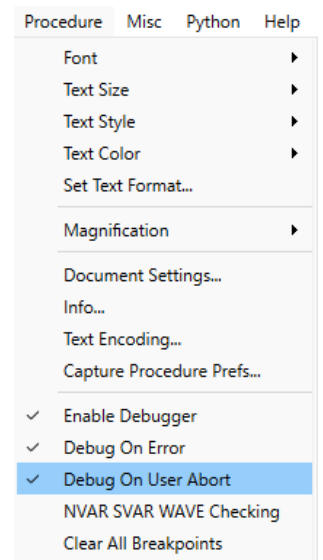 Procedure Misc Python Help
Font
Text Size
Text Style
Text Color
Set Text Format...
Magnification
Document Settings...
Info...
Text Encoding...
Capture Procedure Prefs...
Enable Debugger
Debug On Error
Debug On User Abort
NVAR SVAR WAVE Checking
Clear All Breakpoints